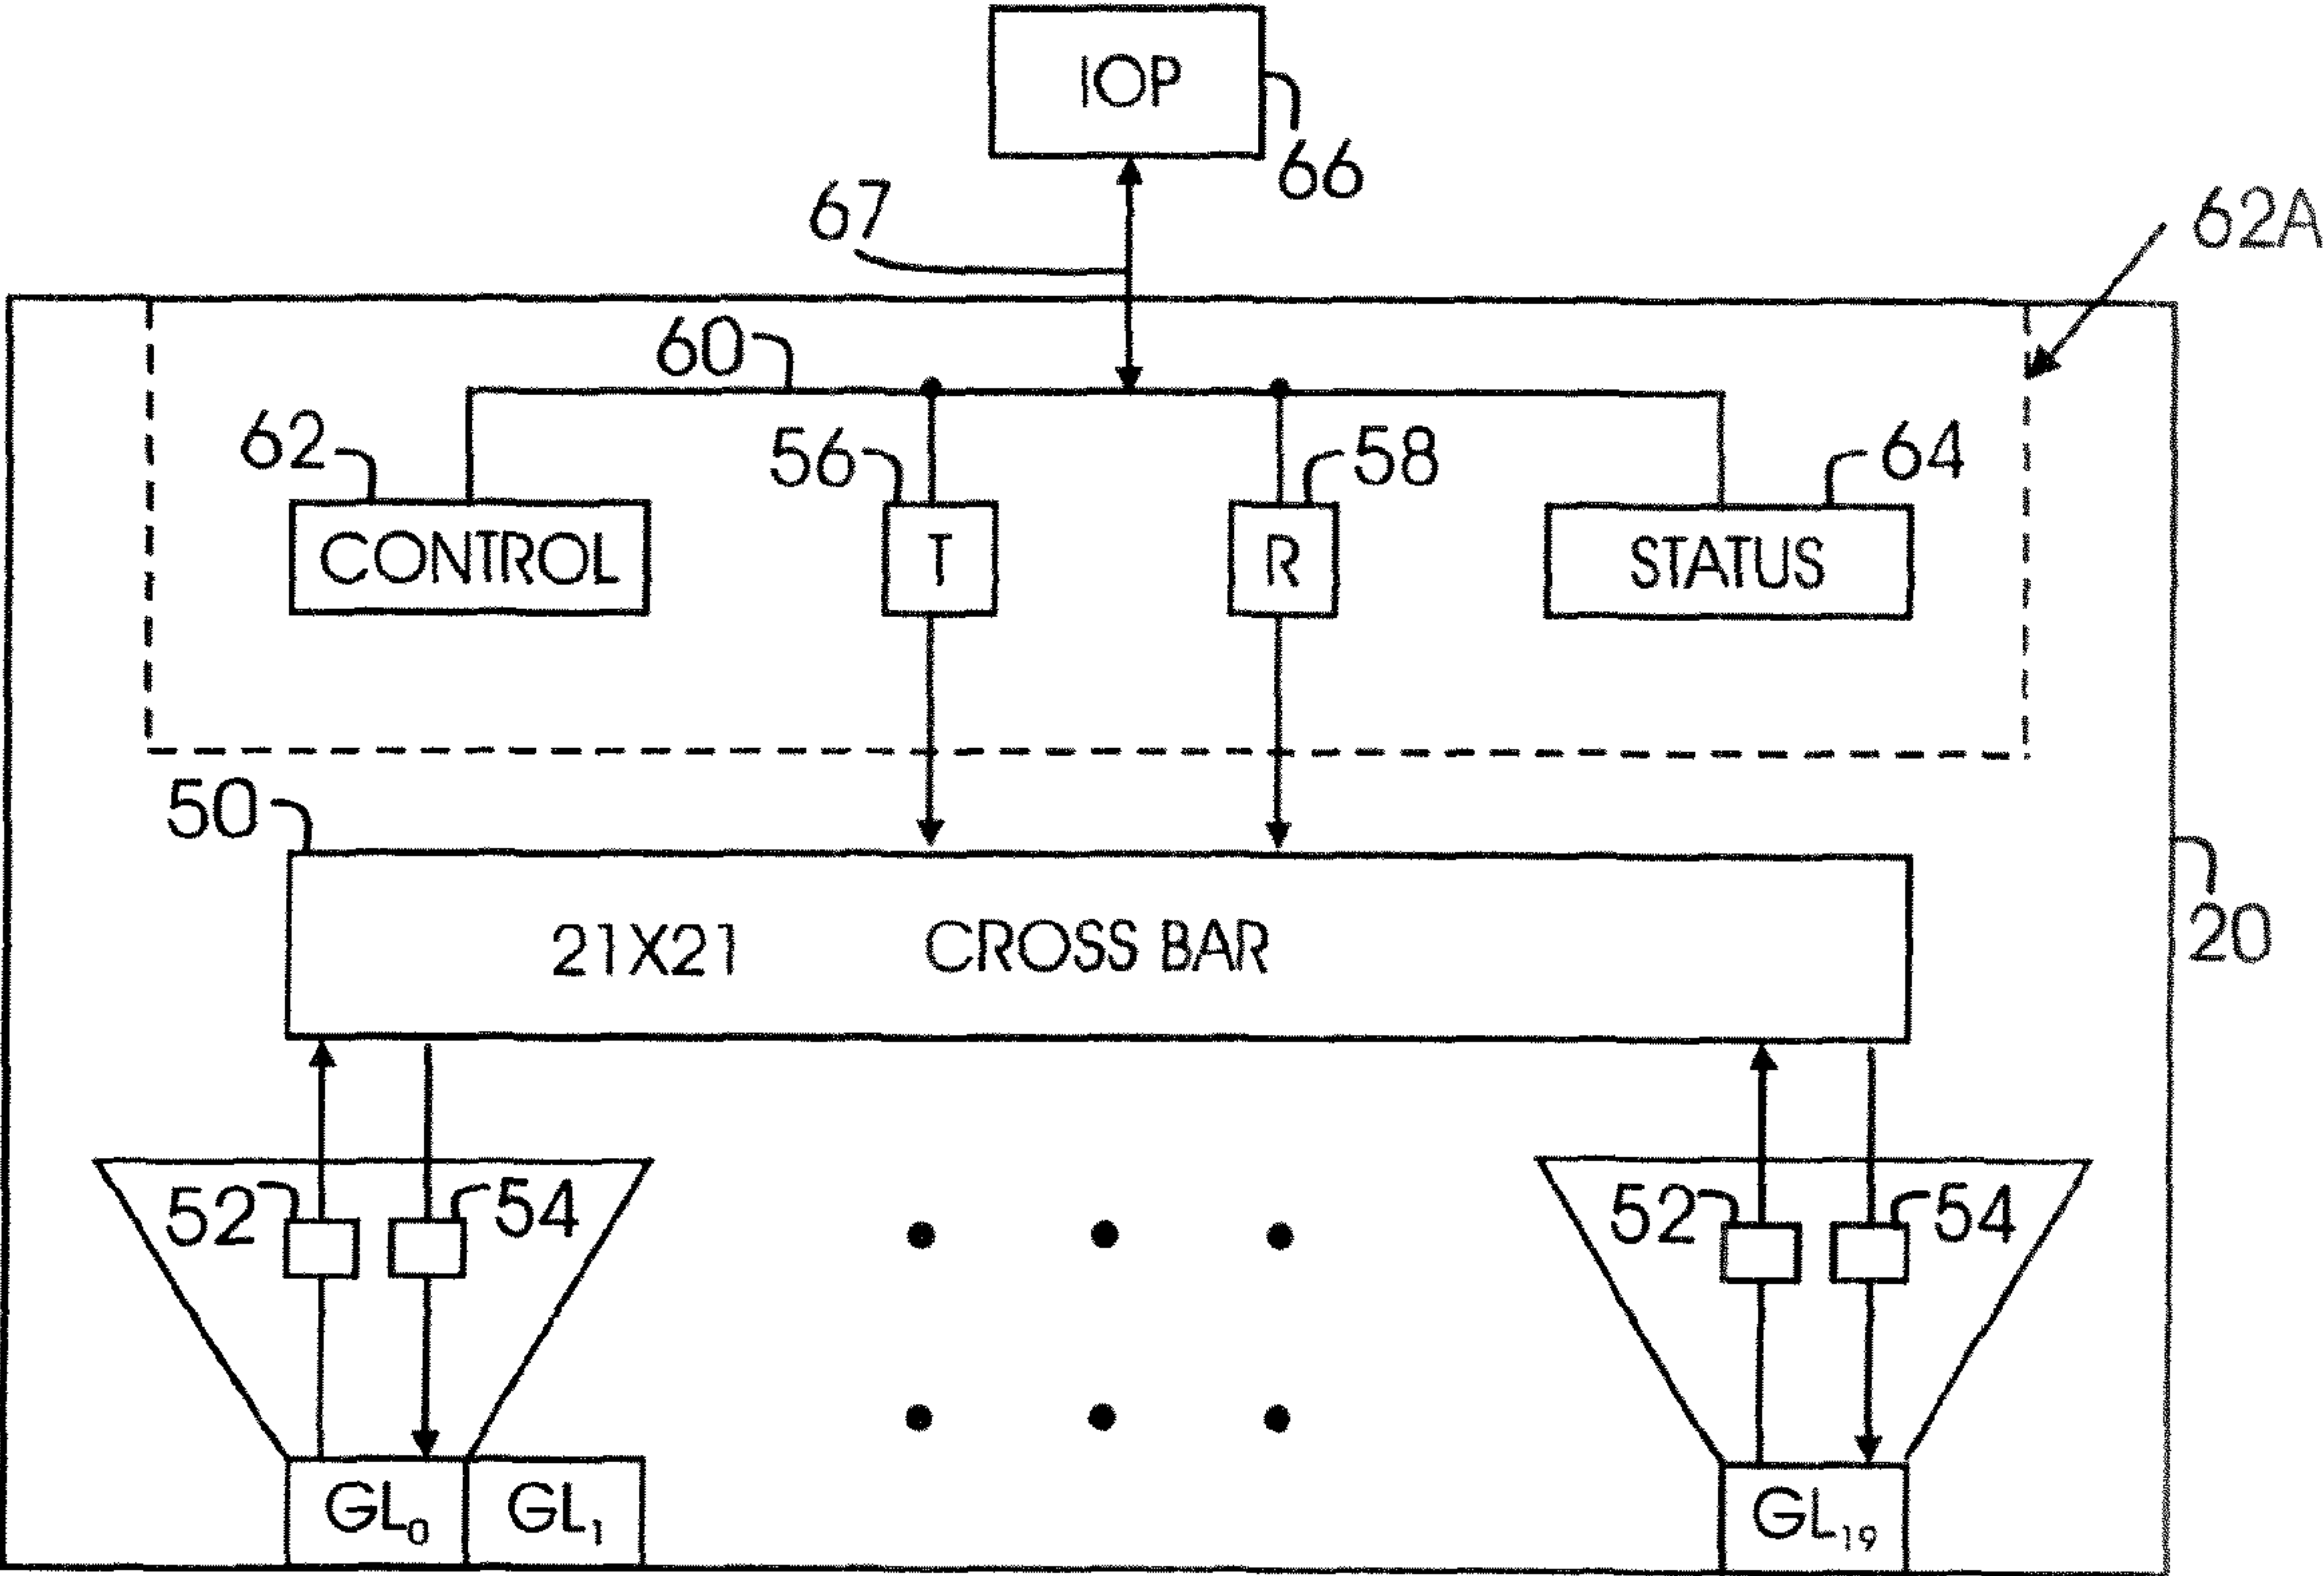 IOP
66
67
62A
60
62
56
58
64
CONTROL
T
R
STATUS
50
21X21 CROSS BAR
20
52
54
52
54
GL0
GL1
GL19